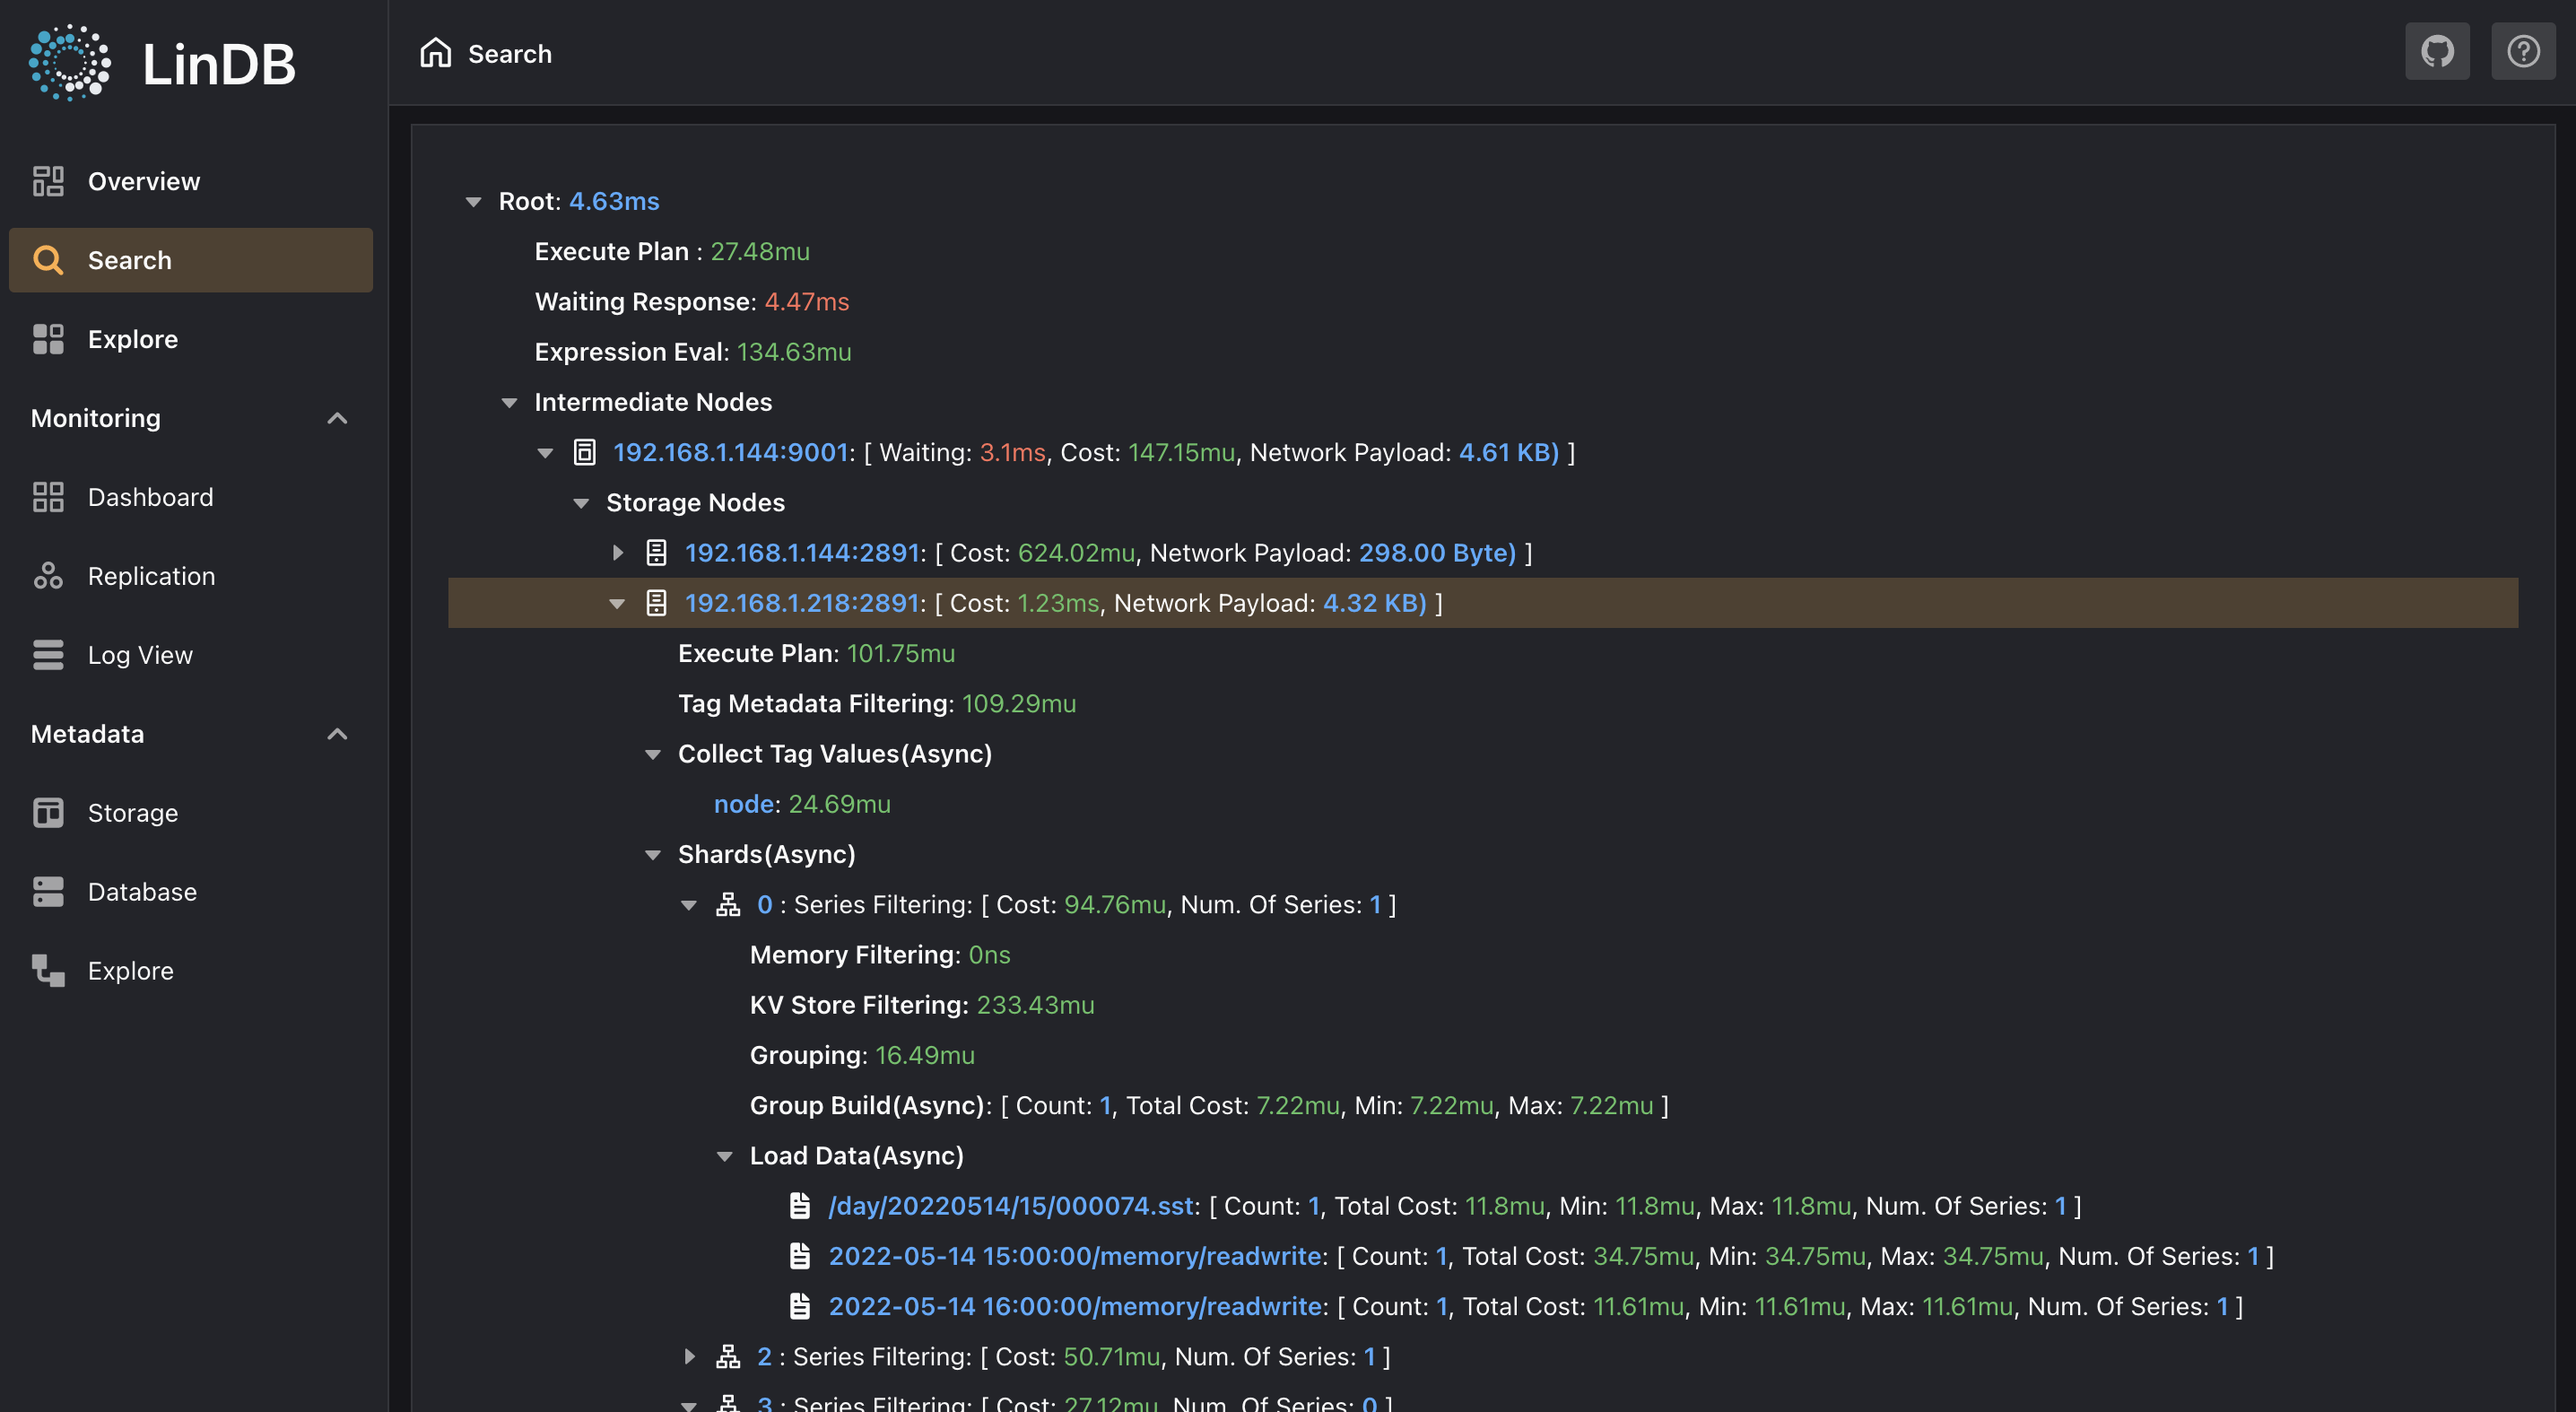 LinDB
Search
Overview
Search
Explore
Monitoring
Dashboard
Replication
Log View
Metadata
Storage
Database
Explore
Root: 4.63ms
Execute Plan : 27.48mu
Waiting Response: 4.47ms
Expression Eval: 134.63mu
Intermediate Nodes
192.168.1.144:9001: [ Waiting: 3.1ms, Cost: 147.15mu, Network Payload: 4.61 KB) ]
Storage Nodes
192.168.1.144:2891: [ Cost: 624.02mu, Network Payload: 298.00 Byte) ]
192.168.1.218:2891: [ Cost: 1.23ms, Network Payload: 4.32 KB) ]
Execute Plan: 101.75mu
Tag Metadata Filtering: 109.29mu
Collect Tag Values(Async)
node: 24.69mu
Shards(Async)
0 : Series Filtering: [ Cost: 94.76mu, Num. Of Series: 1 ]
Memory Filtering: 0ns
KV Store Filtering: 233.43mu
Grouping: 16.49mu
Group Build(Async): [ Count: 1, Total Cost: 7.22mu, Min: 7.22mu, Max: 7.22mu ]
Load Data(Async)
/day/20220514/15/000074.sst: [ Count: 1, Total Cost: 11.8mu, Min: 11.8mu, Max: 11.8mu, Num. Of Series: 1 ]
2022-05-14 15:00:00/memory/readwrite: [ Count: 1, Total Cost: 34.75mu, Min: 34.75mu, Max: 34.75mu, Num. Of Series: 1 ]
2022-05-14 16:00:00/memory/readwrite: [ Count: 1, Total Cost: 11.61mu, Min: 11.61mu, Max: 11.61mu, Num. Of Series: 1 ]
2 : Series Filtering: [ Cost: 50.71mu, Num. Of Series: 1 ]
3 : Series Filtering: [ Cost: 27.12mu, Num. Of Series: 0 ]